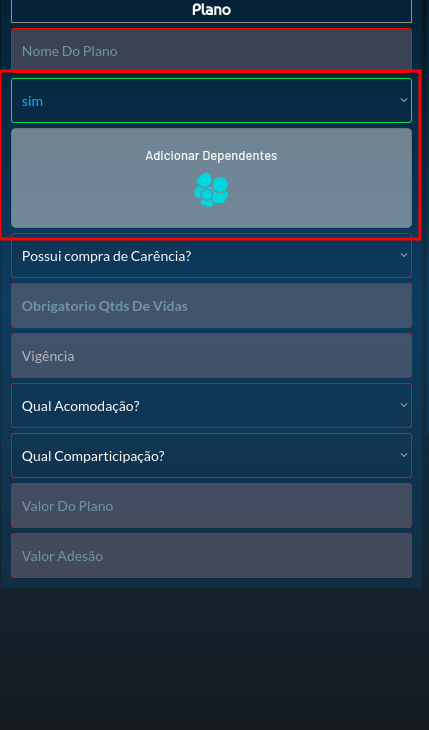 Plano
Nome Do Plano
sim
Adicionar Dependentes
Possui compra de Carência?
Obrigatorio Qtds De Vidas
Vigência
Qual Acomodação?
Qual Comparticipação?
Valor Do Plano
Valor Adesão